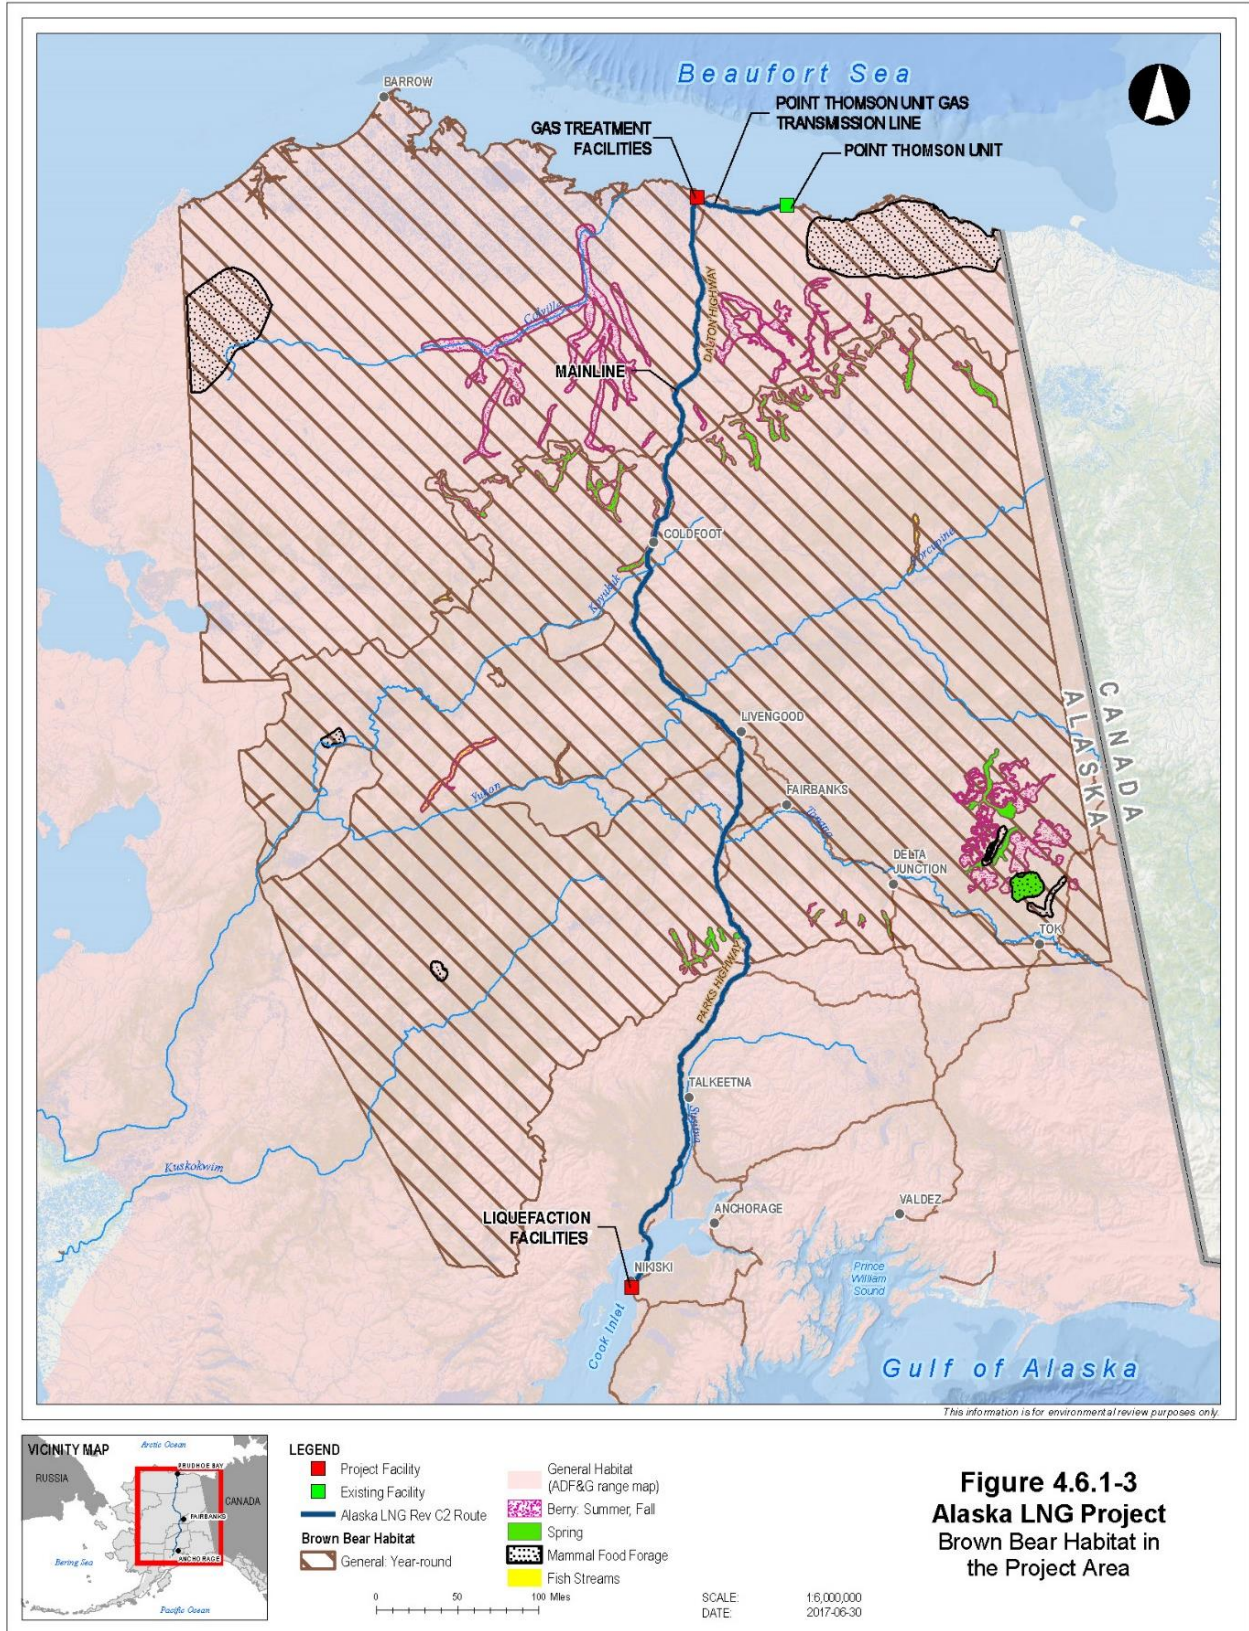 Beaufort Sea
BARROW
POINT THOMSON UNIT GAS
TRANSMISSION LINE
GAS TREATMENT
FACILITIES
POINT THOMSON UNIT
DALTON HIGHWAY
Colville
MAINLINE
COLDFOOT
Koyukuk
Porcupine
CANADA
ALASKA
LIVENGOOD
Yukon
FAIRBANKS
Tanana
DELTA
JUNCTION
TOK
PARKS HIGHWAY
TALKEETNA
Susitna
Kuskokwim
ANCHORAGE
VALDEZ
LIQUEFACTION
FACILITIES
NIKISKI
Prince
William
Sound
Cook Inlet
Gulf of Alaska
This information is for environmental review purposes only.
VICINITY MAP
Arctic Ocean
RUSSIA
PRUDHOE BAY
CANADA
FAIRBANKS
Bering Sea
ANCHORAGE
Pacific Ocean
LEGEND
Project Facility
Existing Facility
Alaska LNG Rev C2 Route
Brown Bear Habitat
General: Year-round
General Habitat
(ADF&G range map)
Berry: Summer, Fall
Spring
Mammal Food Forage
Fish Streams
0 50 100 Miles
SCALE: 1:6,000,000
DATE: 2017-06-30
Figure 4.6.1-3
Alaska LNG Project
Brown Bear Habitat in
the Project Area